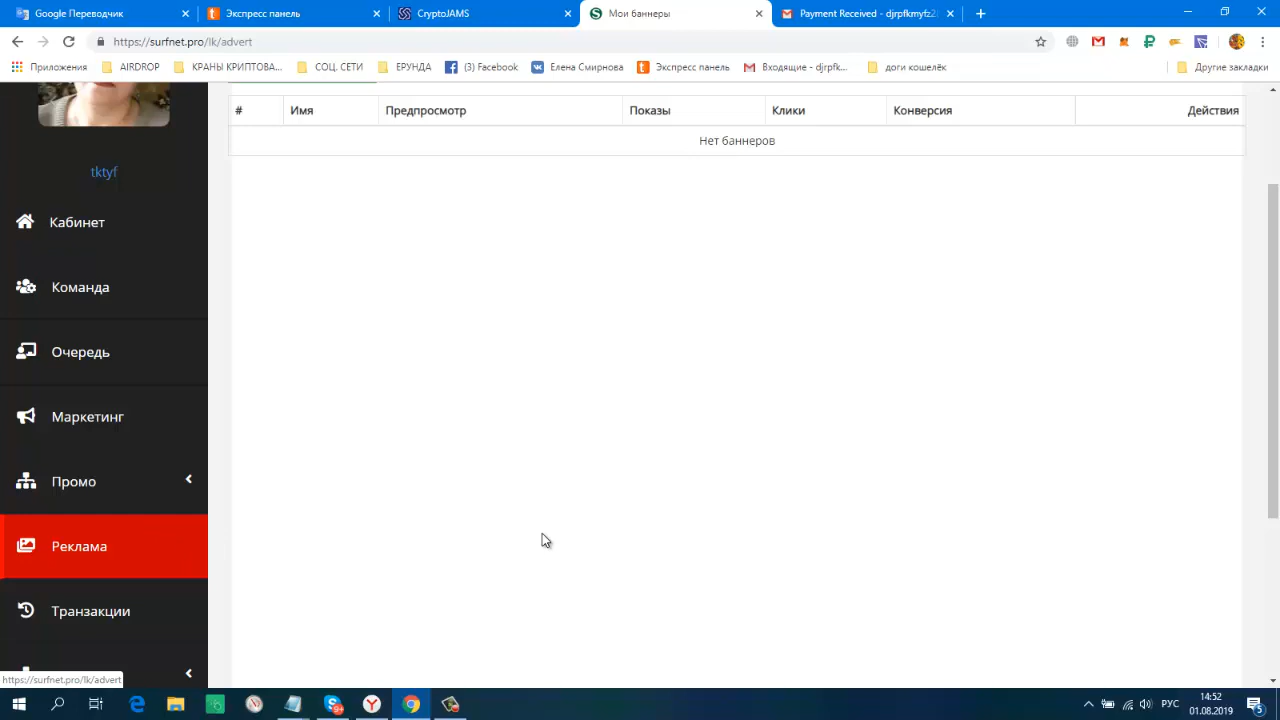 Google Переводчик
Экспресс панель
CryptoJAMS
Мои баннеры
Payment Received - djrpfkmyfz2
https://surfnet.pro/lk/advert
Приложения
AIRDROP
КРАНЫ КРИПТОВА...
СОЦ. СЕТИ
ЕРУНДА
(3) Facebook
Елена Смирнова
Экспресс панель
Входящие - djrpfk...
доги кошелёк
Другие закладки
# Имя Предпросмотр Показы Клики Конверсия Действия
Нет баннеров
tktyf
Кабинет
Команда
Очередь
Маркетинг
Промо
Реклама
Транзакции
https://surfnet.pro/lk/advert
РУС
14:52
01.08.2019
5